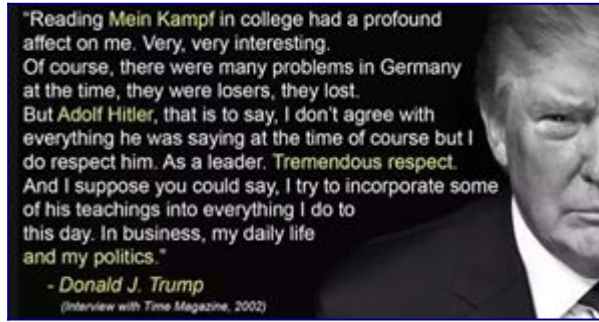 “Reading Mein Kampf in college had a profound
affect on me. Very, very interesting.
Of course, there were many problems in Germany
at the time, they were losers, they lost.
But Adolf Hitler, that is to say, I don't agree with
everything he was saying at the time of course but I
do respect him. As a leader. Tremendous respect.
And I suppose you could say, I try to incorporate some
of his teachings into everything I do to
this day. In business, my daily life
and my politics.”
- Donald J. Trump
(Interview with Time Magazine, 2002)